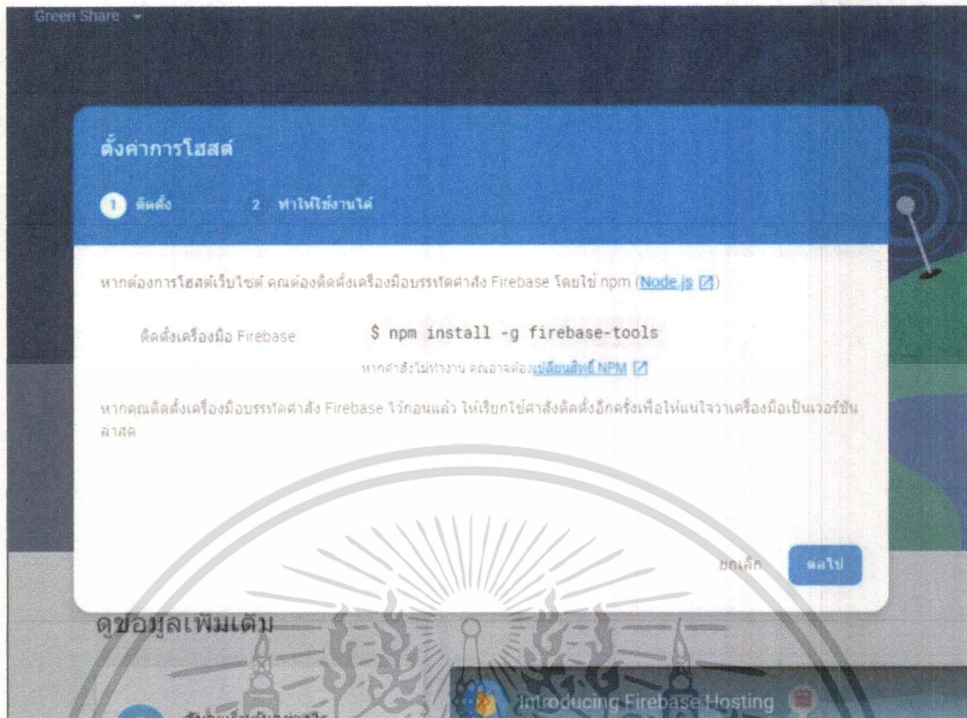 Green Share
ตั้งค่าการโฮสต์
1 ติดตั้ง 2 ทำให้ใช้งานได้
หากต้องการโฮสต์เว็บไซต์ คุณต้องติดตั้งเครื่องมือบรรทัดคำสั่ง Firebase โดยใช้ npm (Node.js)
ติดตั้งเครื่องมือ Firebase: $ npm install -g firebase-tools
หากคำสั่งไม่ทำงาน คุณอาจต้องเปลี่ยนสิทธิ์ NPM
หากคุณติดตั้งเครื่องมือบรรทัดคำสั่ง Firebase ไว้ก่อนแล้ว ให้เรียกใช้คำสั่งติดตั้งอีกครั้งเพื่อให้แน่ใจว่าเครื่องมือเป็นเวอร์ชัน
ล่าสุด
ยกเลิก ต่อไป
ดูข้อมูลเพิ่มเติม
Introducing Firebase Hosting